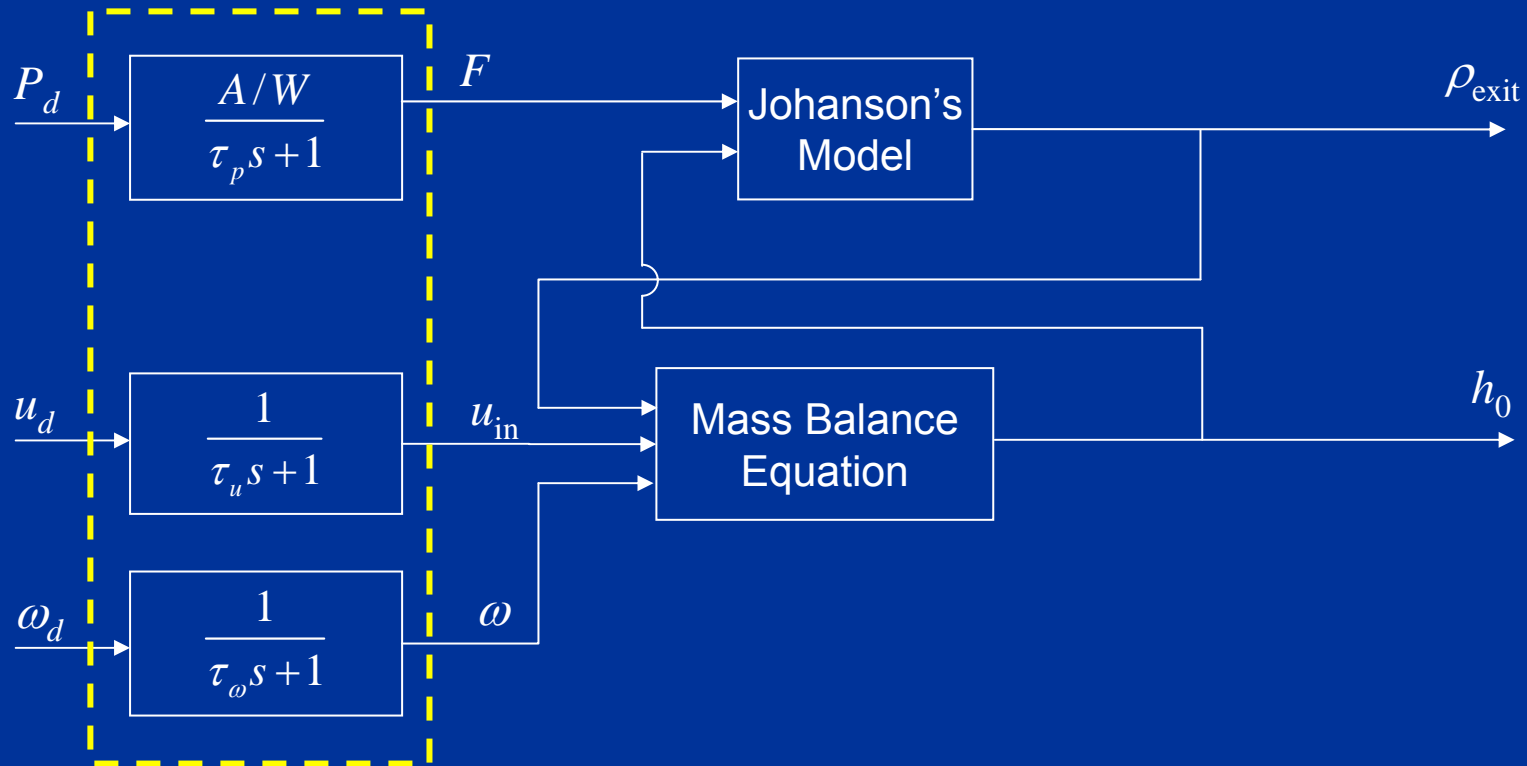 P_d
A/W
τ_p s + 1
F
Johanson's
Model
ρ_exit
u_d
1
τ_u s + 1
u_in
Mass Balance
Equation
h_0
ω_d
1
τ_ω s + 1
ω